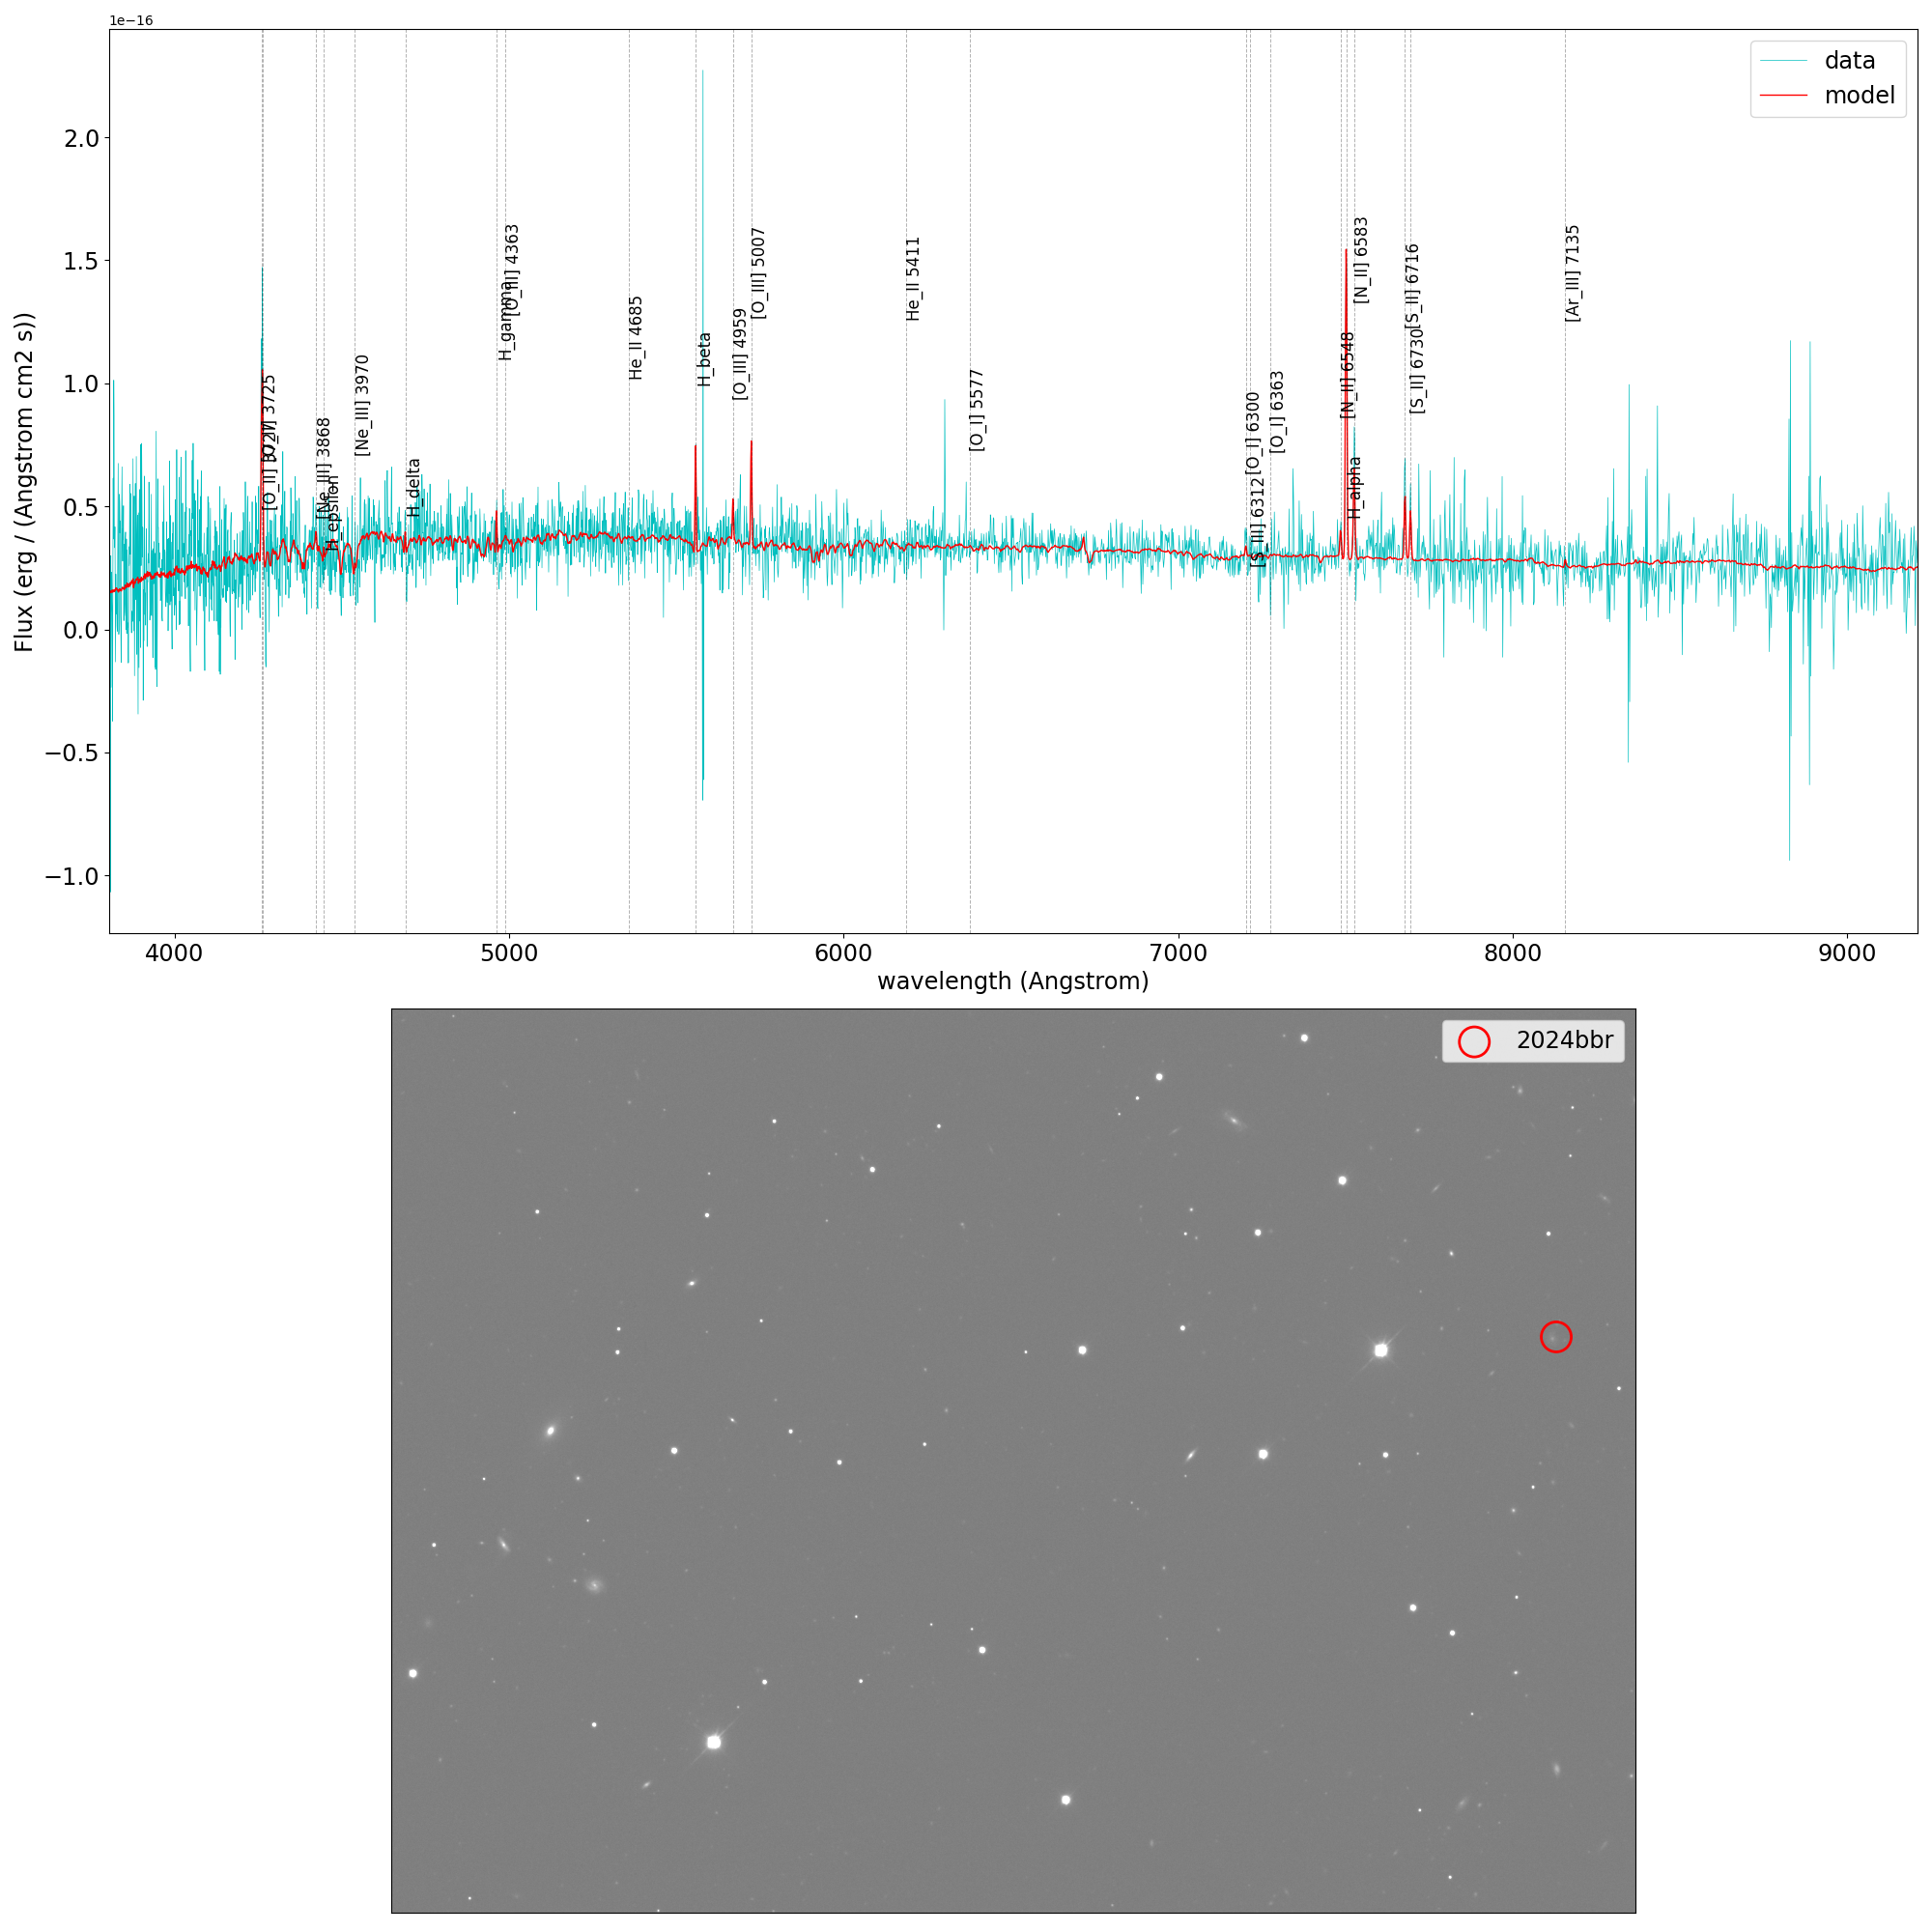 1e−16
data
model
2.0
1.5
1.0
0.5
0.0
−0.5
−1.0
Flux (erg / (Angstrom cm2 s))
[O_II] 3725
[O_II] 3727
[Ne_III] 3868
H_epsilon
[Ne_III] 3970
H_delta
H_gamma
[O_III] 4363
He_II 4685
H_beta
[O_III] 4959
[O_III] 5007
He_II 5411
[O_I] 5577
[O_I] 6300
[S_III] 6312
[O_I] 6363
[N_II] 6548
H_alpha
[N_II] 6583
[S_II] 6716
[S_II] 6730
[Ar_III] 7135
4000 5000 6000 7000 8000 9000
wavelength (Angstrom)
2024bbr